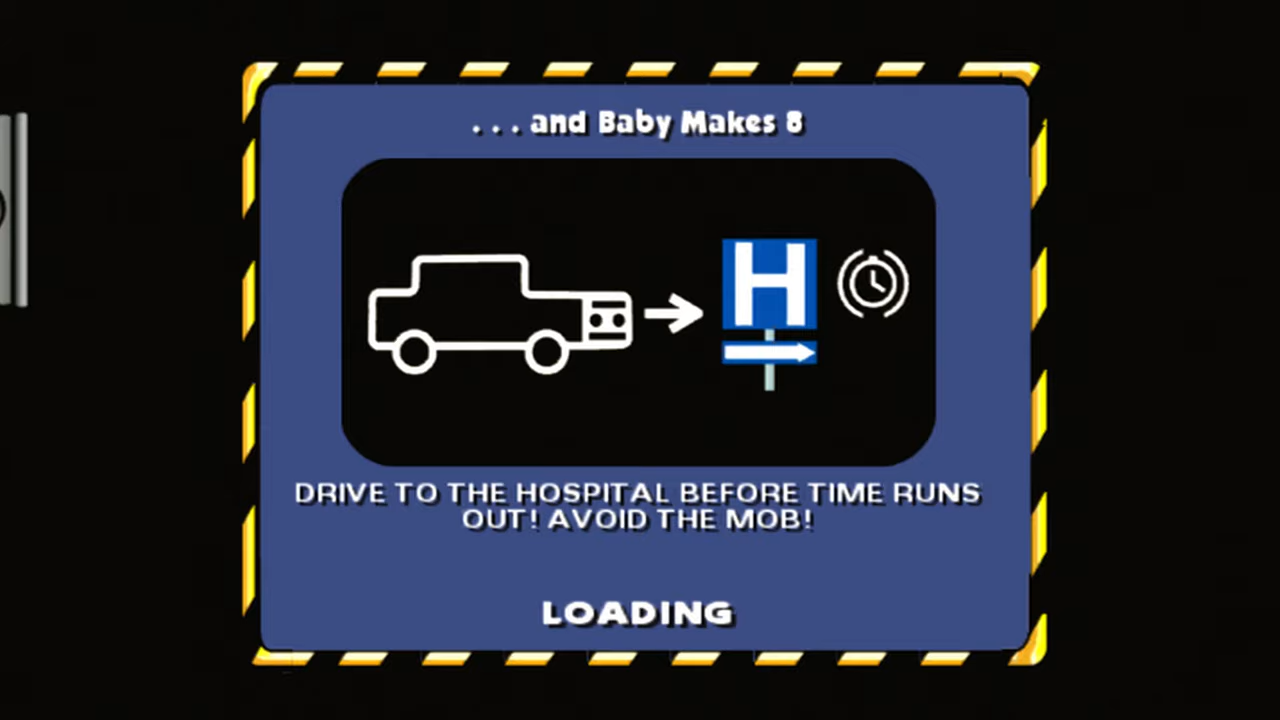 . . . and Baby Makes 8
H
DRIVE TO THE HOSPITAL BEFORE TIME RUNS
OUT! AVOID THE MOB!
LOADING